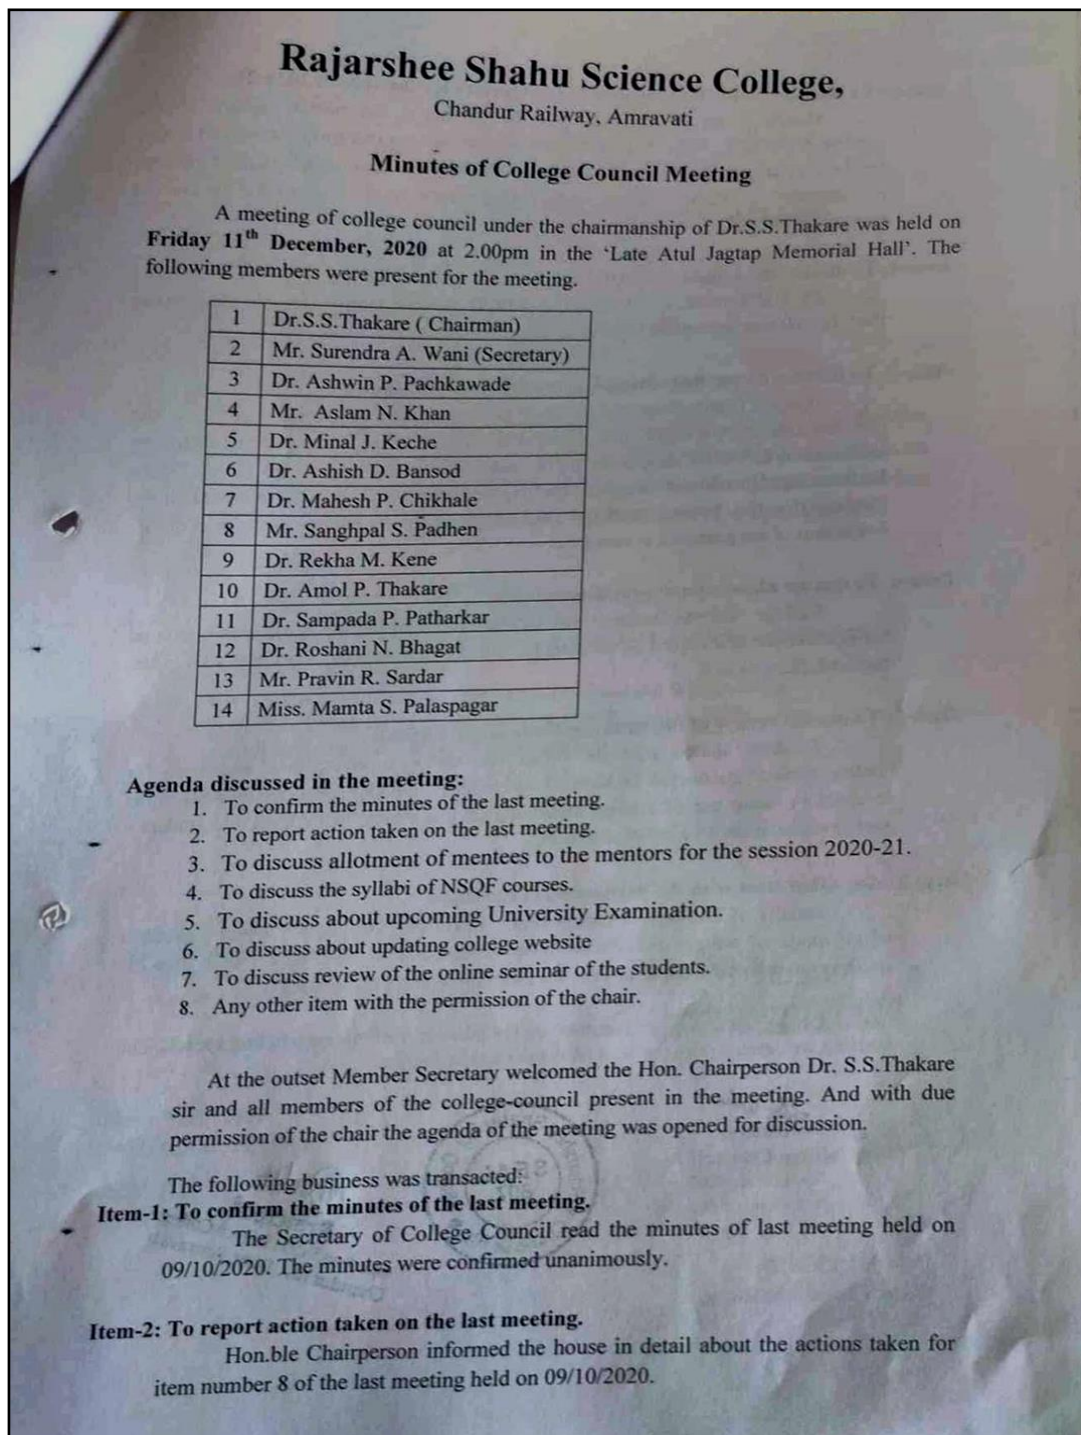 Rajarshee Shahu Science College,
Chandur Railway, Amravati
Minutes of College Council Meeting
A meeting of college council under the chairmanship of Dr.S.S.Thakare was held on
Friday 11th December, 2020 at 2.00pm in the ‘Late Atul Jagtap Memorial Hall’. The
following members were present for the meeting.
1 Dr.S.S.Thakare ( Chairman)
2 Mr. Surendra A. Wani (Secretary)
3 Dr. Ashwin P. Pachkawade
4 Mr. Aslam N. Khan
5 Dr. Minal J. Keche
6 Dr. Ashish D. Bansod
7 Dr. Mahesh P. Chikhale
8 Mr. Sanghpal S. Padhen
9 Dr. Rekha M. Kene
10 Dr. Amol P. Thakare
11 Dr. Sampada P. Patharkar
12 Dr. Roshani N. Bhagat
13 Mr. Pravin R. Sardar
14 Miss. Mamta S. Palaspagar
Agenda discussed in the meeting:
1. To confirm the minutes of the last meeting.
2. To report action taken on the last meeting.
3. To discuss allotment of mentees to the mentors for the session 2020-21.
4. To discuss the syllabi of NSQF courses.
5. To discuss about upcoming University Examination.
6. To discuss about updating college website
7. To discuss review of the online seminar of the students.
8. Any other item with the permission of the chair.
At the outset Member Secretary welcomed the Hon. Chairperson Dr. S.S.Thakare
sir and all members of the college-council present in the meeting. And with due
permission of the chair the agenda of the meeting was opened for discussion.
The following business was transacted:
Item-1: To confirm the minutes of the last meeting.
The Secretary of College Council read the minutes of last meeting held on
09/10/2020. The minutes were confirmed unanimously.
Item-2: To report action taken on the last meeting.
Hon.ble Chairperson informed the house in detail about the actions taken for
item number 8 of the last meeting held on 09/10/2020.